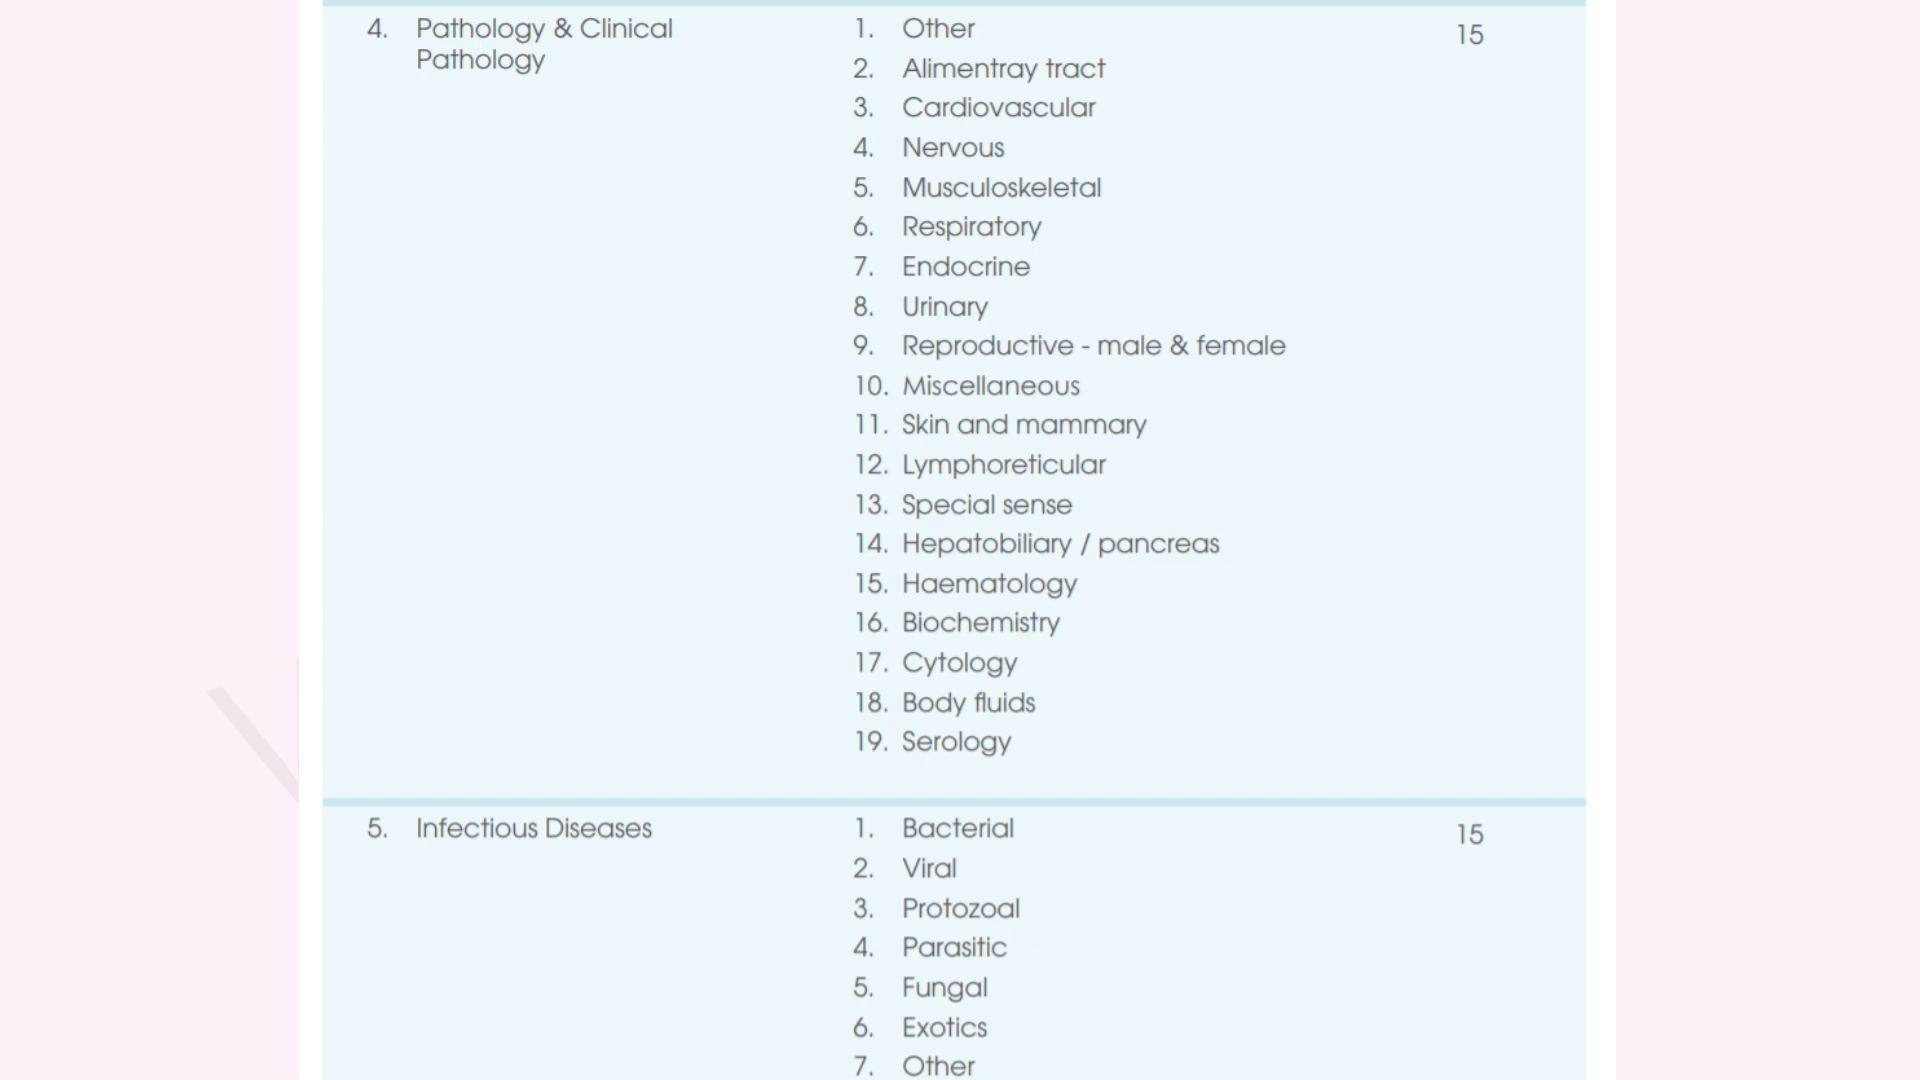 4. Pathology & Clinical Pathology
1. Other
15
2. Alimentray tract
3. Cardiovascular
4. Nervous
5. Musculoskeletal
6. Respiratory
7. Endocrine
8. Urinary
9. Reproductive - male & female
10. Miscellaneous
11. Skin and mammary
12. Lymphoreticular
13. Special sense
14. Hepatobiliary / pancreas
15. Haematology
16. Biochemistry
17. Cytology
18. Body fluids
19. Serology
5. Infectious Diseases
1. Bacterial
15
2. Viral
3. Protozoal
4. Parasitic
5. Fungal
6. Exotics
7. Other